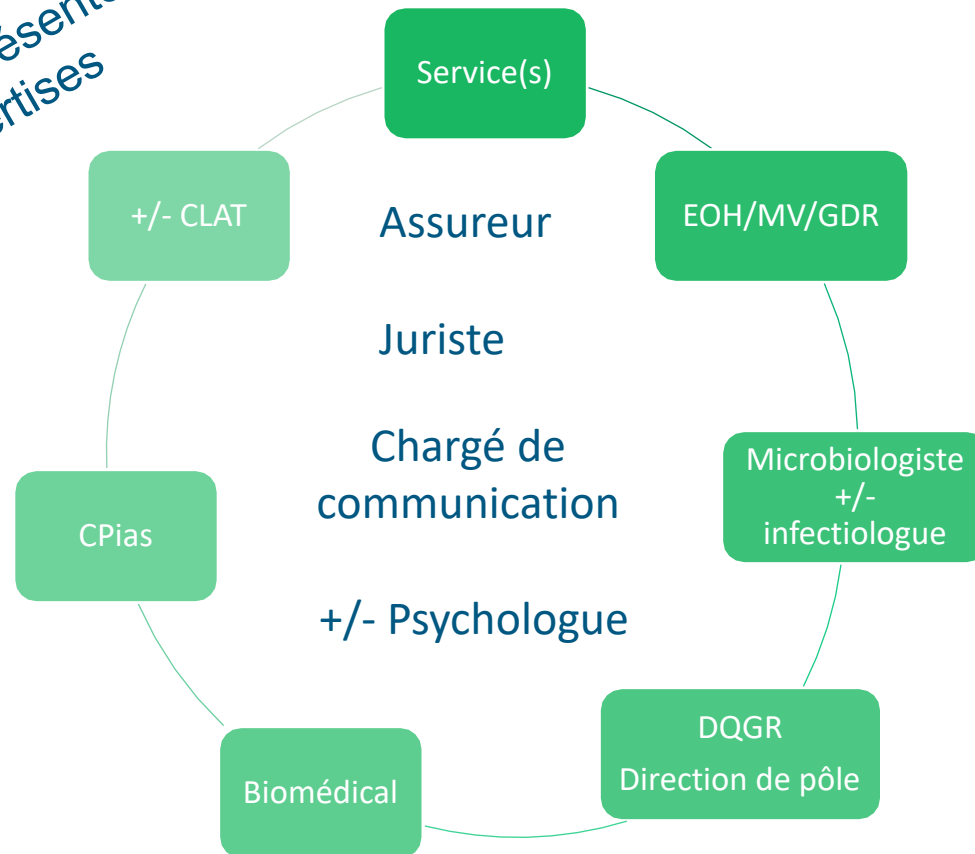 ertises
Service(s)
EOH/MV/GDR
Microbiologiste
+/-
infectiologue
DQGR
Direction de pôle
Biomédical
CPias
+/- CLAT
Assureur
Juriste
Chargé de
communication
+/- Psychologue